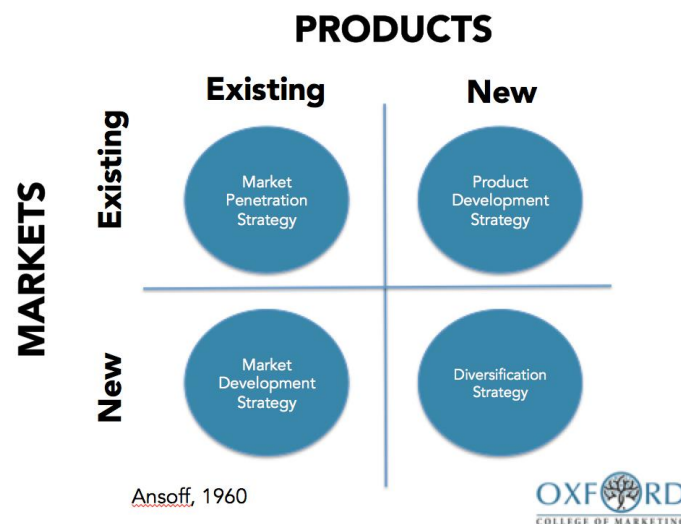 PRODUCTS
Existing
New
MARKETS
Existing
Market
Penetration
Strategy
Product
Development
Strategy
New
Market
Development
Strategy
Diversification
Strategy
Ansoff, 1960
OXFORD
COLLEGE OF MARKETING